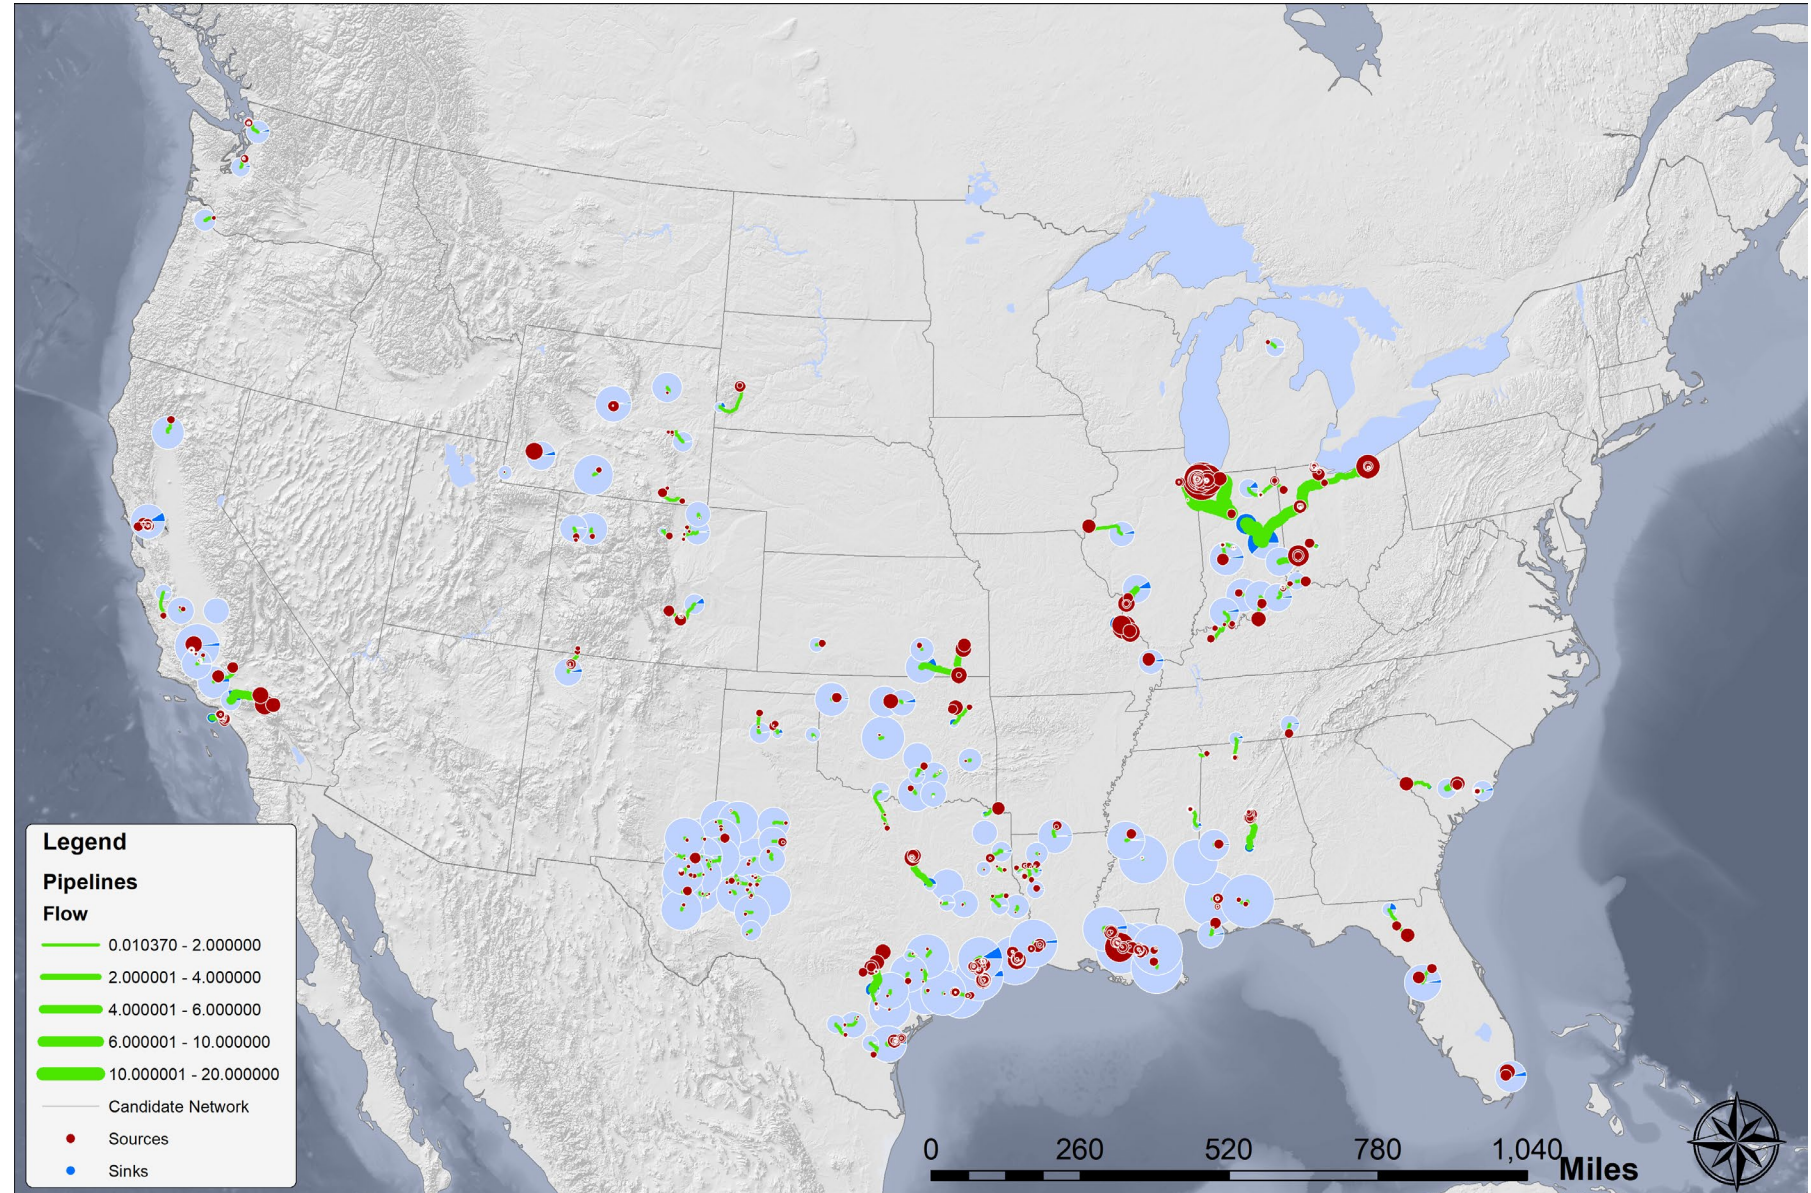 Legend
Pipelines
Flow
0.010370 - 2.000000
2.000001 - 4.000000
4.000001 - 6.000000
6.000001 - 10.000000
10.000001 - 20.000000
Candidate Network
Sources
Sinks
0 260 520 780 1,040
Miles